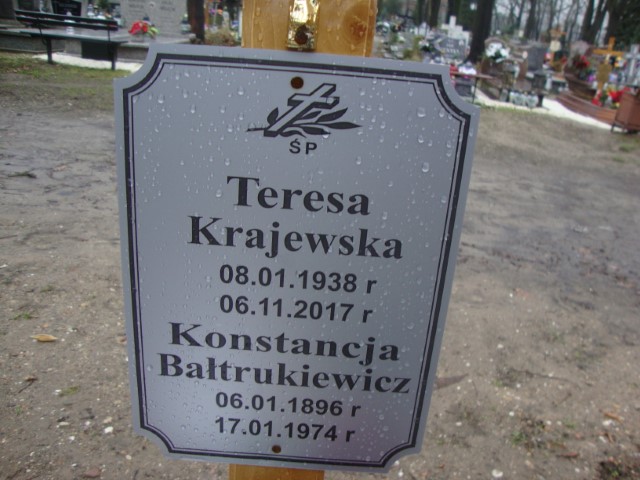 ŚP
Teresa
Krajewska
08.01.1938 r
06.11.2017 r
Konstancja
Bałtrukiewicz
06.01.1896 r
17.01.1974 r